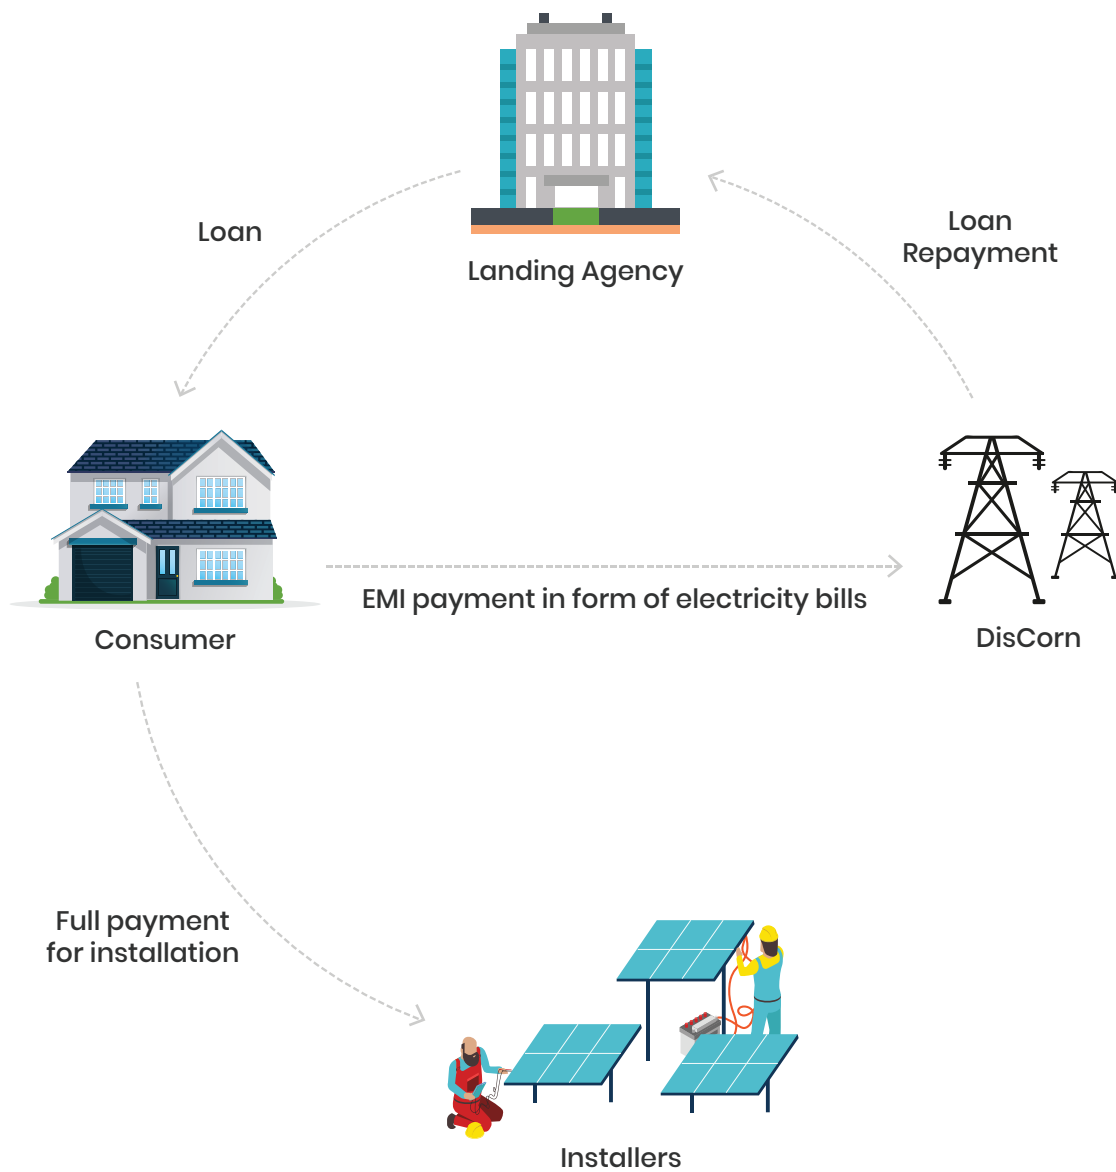 Loan
Loan
Repayment
Landing Agency
EMI payment in form of electricity bills
Consumer
DisCorn
Full payment
for installation
Installers